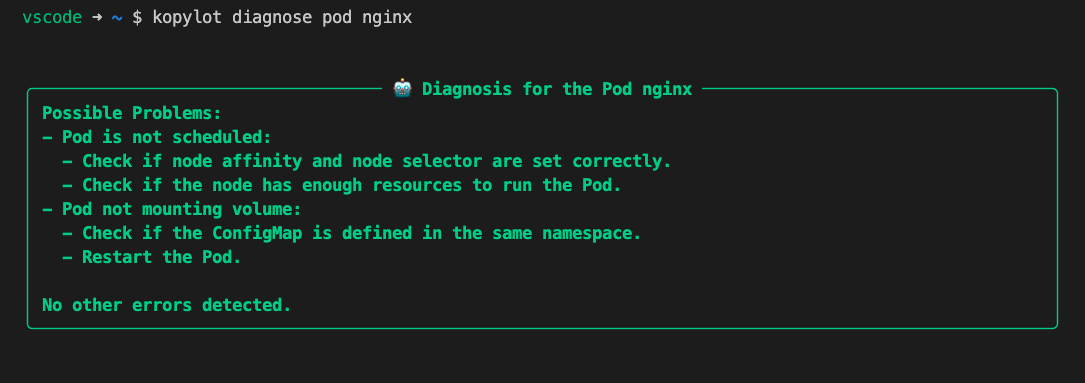 vscode ➜ ~ $ kopylot diagnose pod nginx
🤖 Diagnosis for the Pod nginx
Possible Problems:
- Pod is not scheduled:
  - Check if node affinity and node selector are set correctly.
  - Check if the node has enough resources to run the Pod.
- Pod not mounting volume:
  - Check if the ConfigMap is defined in the same namespace.
  - Restart the Pod.
No other errors detected.